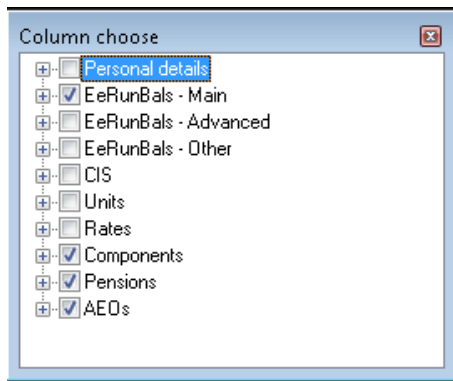 Column choose
Personal details
EeRunBals - Main
EeRunBals - Advanced
EeRunBals - Other
CIS
Units
Rates
Components
Pensions
AEOs